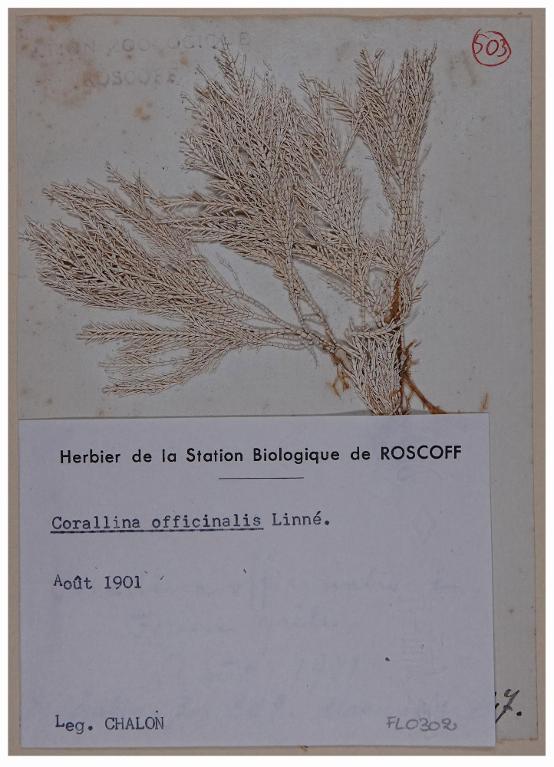 503
ROSCOFF
Herbier de la Station Biologique de ROSCOFF
Corallina officinalis Linné.
Août 1901
Leg. CHALON
FL0302